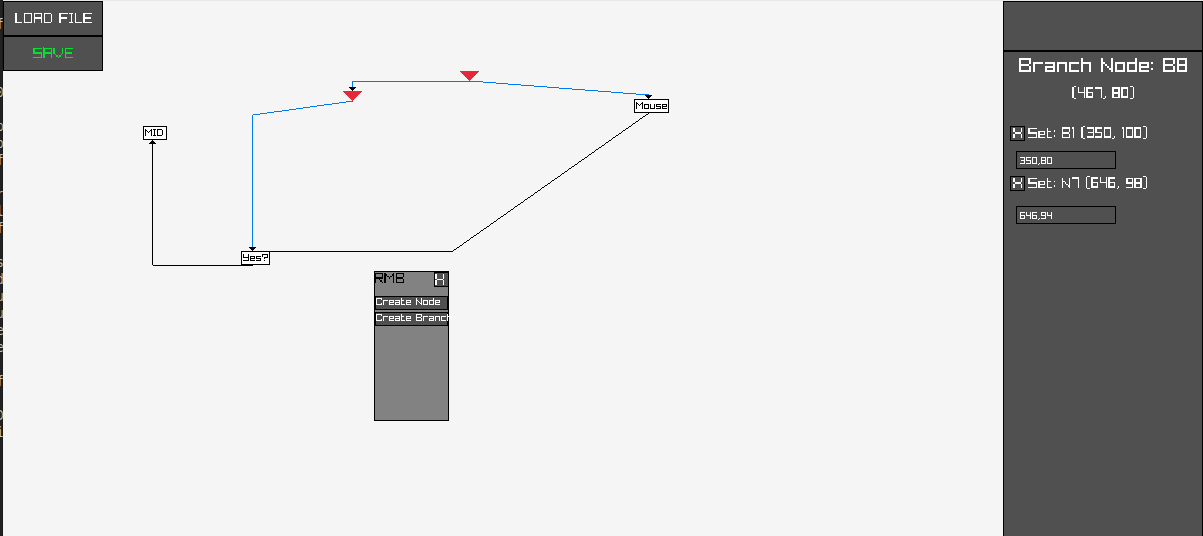 LOAD FILE
SAVE
MID
Yes?
Mouse
RMB X
Create Node
Create Branch
Branch Node: B8
(467, 80)
X Set: B1 (350, 100)
350,80
X Set: N7 (646, 98)
646,94